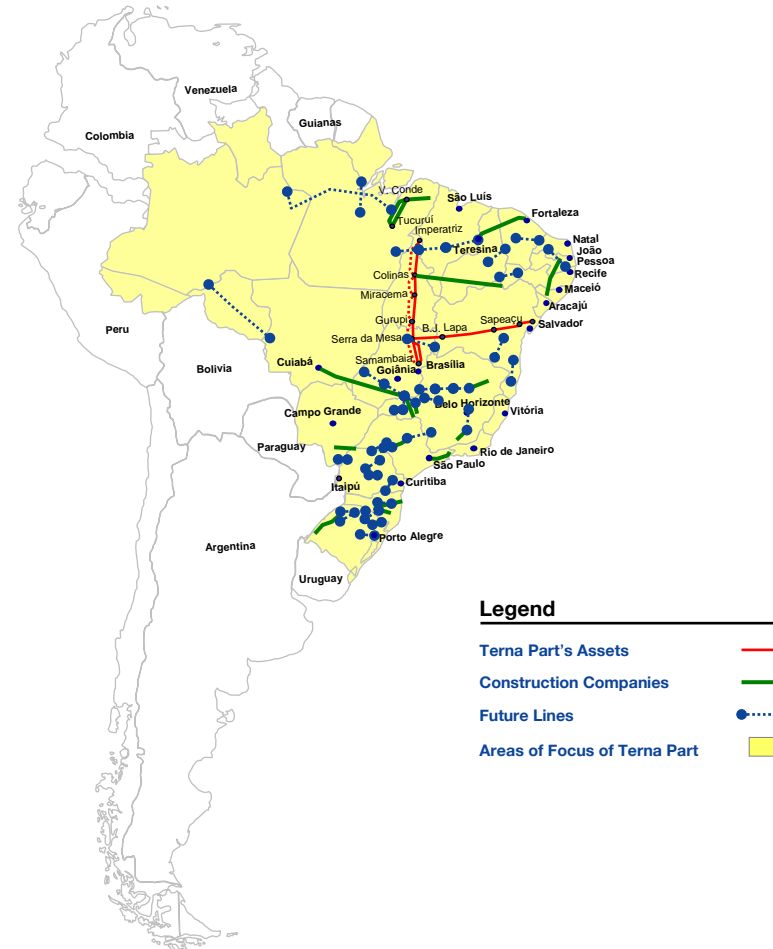 Venezuela
Guianas
Colombia
V. Conde
São Luís
Fortaleza
Tucuruí
Imperatriz
Natal
Teresina
João
Pessoa
Recife
Colinas
Maceió
Miracema
Aracajú
Gurupi
Sapeaçu
Salvador
B.J. Lapa
Peru
Serra da Mesa
Samambaia
Brasília
Cuiabá
Goiânia
Bolivia
Belo Horizonte
Campo Grande
Vitória
Paraguay
Rio de Janeiro
São Paulo
Itaipú
Curitiba
Porto Alegre
Argentina
Uruguay
Legend
Terna Part's Assets
Construction Companies
Future Lines
Areas of Focus of Terna Part